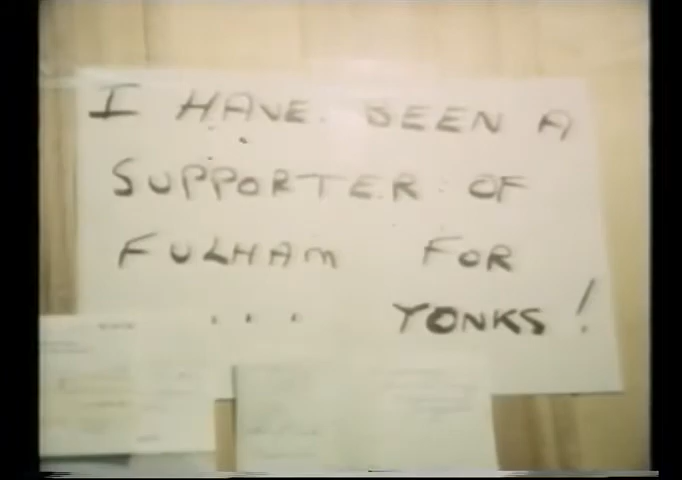 I HAVE BEEN A
SUPPORTER OF
FULHAM FOR
... YONKS!